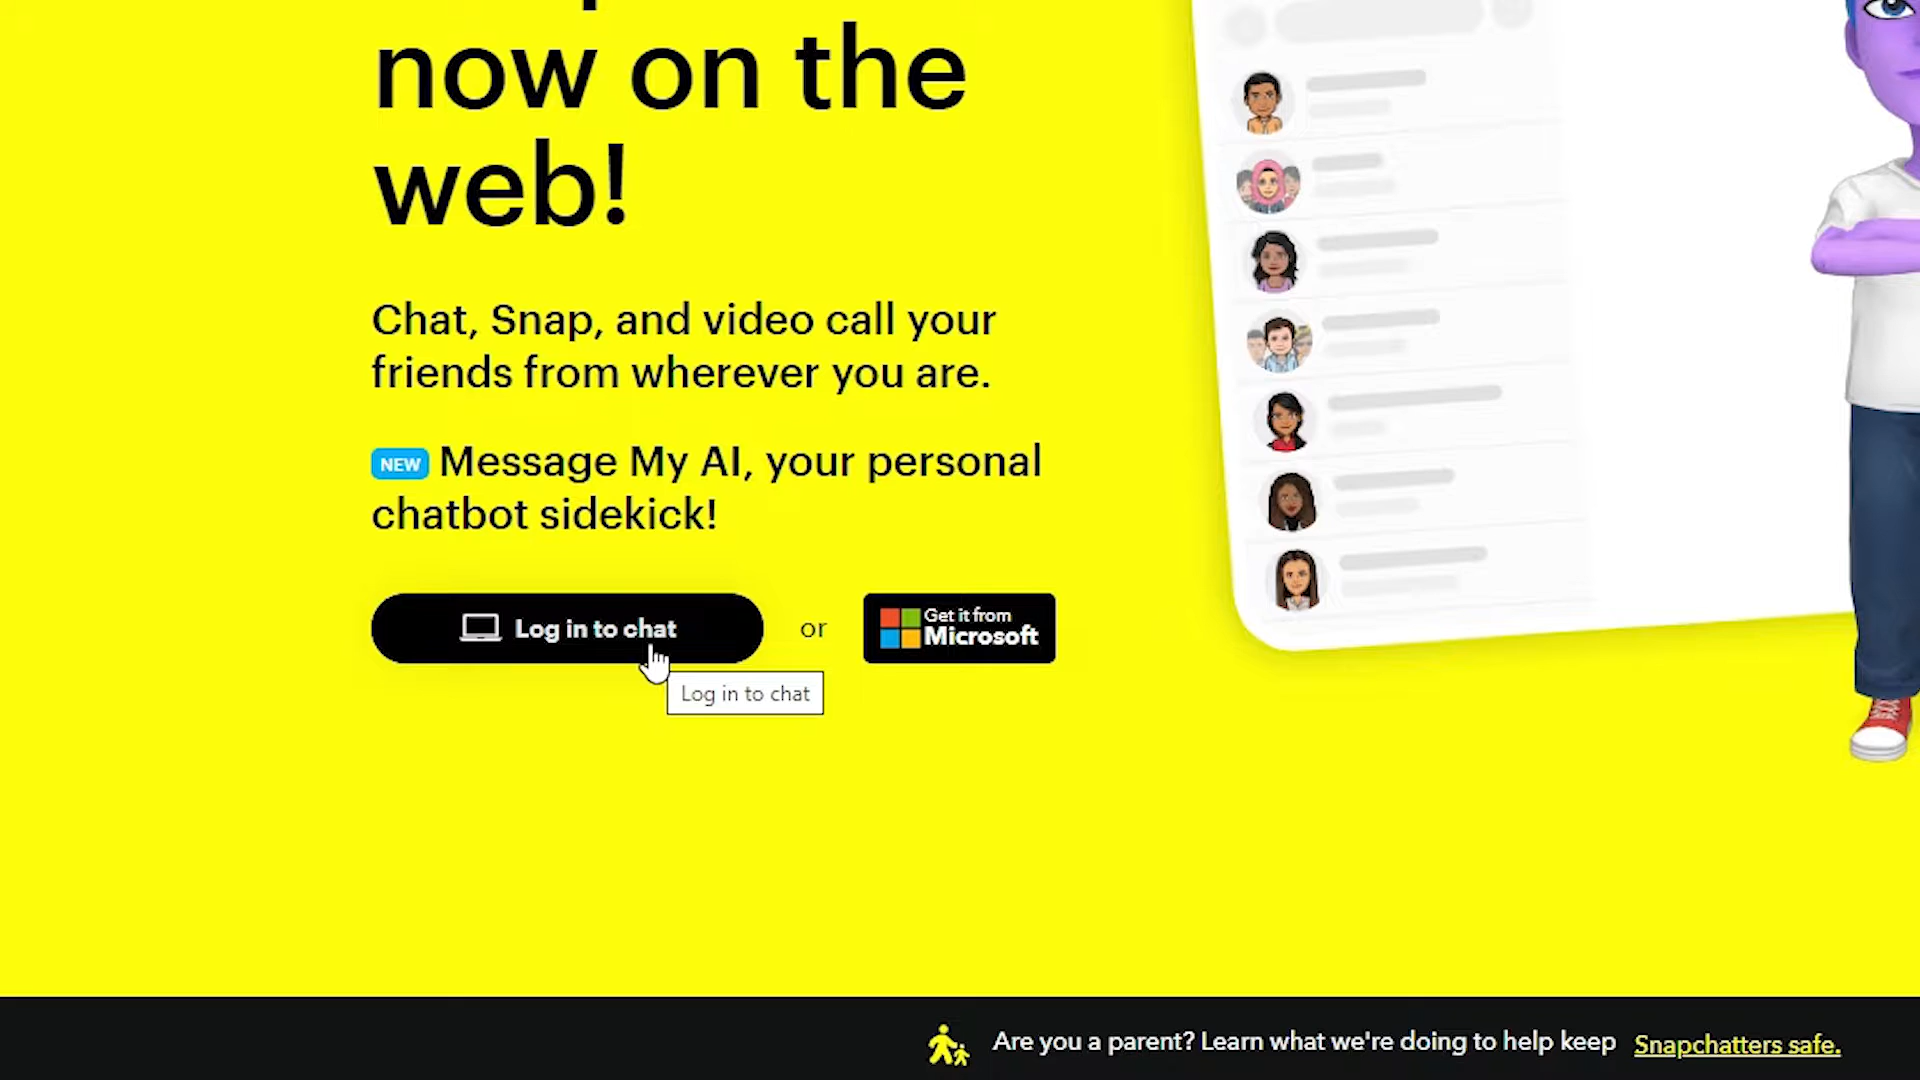 now on the
web!
Chat, Snap, and video call your
friends from wherever you are.
NEW Message My AI, your personal
chatbot sidekick!
Log in to chat or Get it from Microsoft
Log in to chat
Are you a parent? Learn what we're doing to help keep Snapchatters safe.